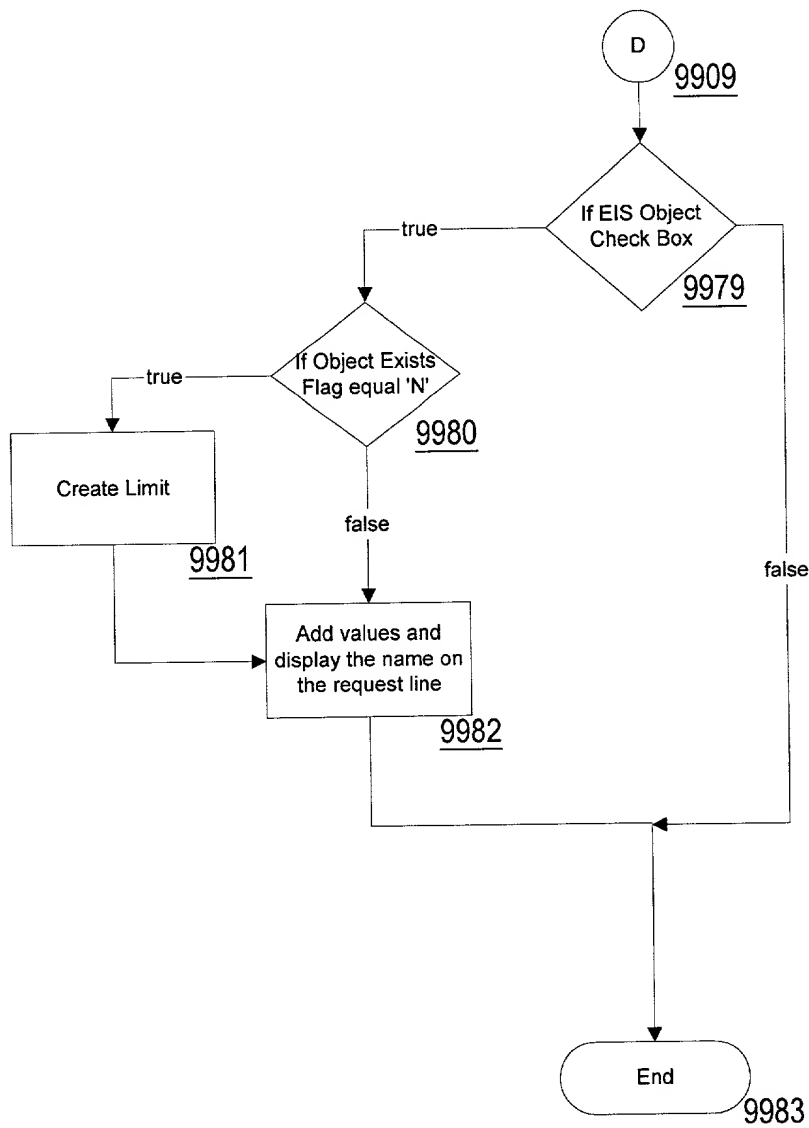 D
9909
If EIS Object
Check Box
9979
true
If Object Exists
Flag equal 'N'
9980
true
Create Limit
9981
false
false
Add values and
display the name on
the request line
9982
End
9983